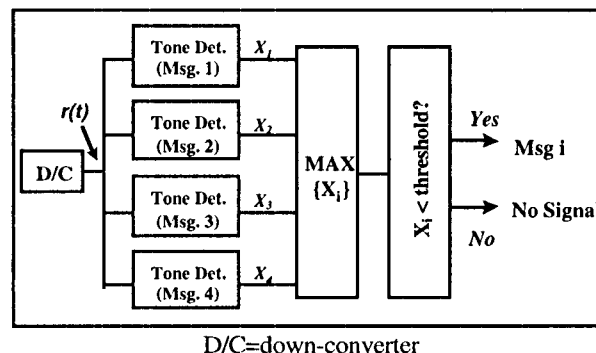 r(t)
D/C
Tone Det.
(Msg. 1)
X1
Tone Det.
(Msg. 2)
X2
Tone Det.
(Msg. 3)
X3
Tone Det.
(Msg. 4)
X4
MAX
{Xi}
Xi < threshold?
Yes
Msg i
No Signal
No
D/C=down-converter